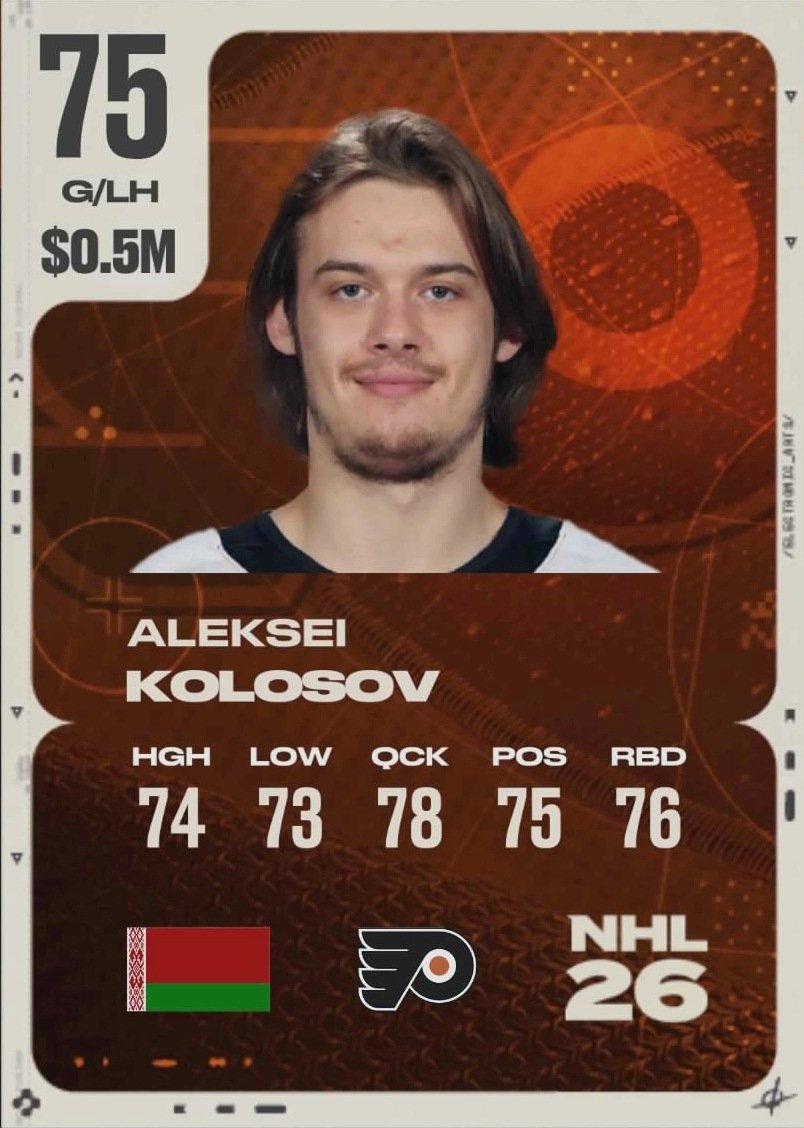 75
G/LH
$0.5M
ALEKSEI
KOLOSOV
HGH LOW QCK POS RBD
74 73 78 75 76
NHL
26